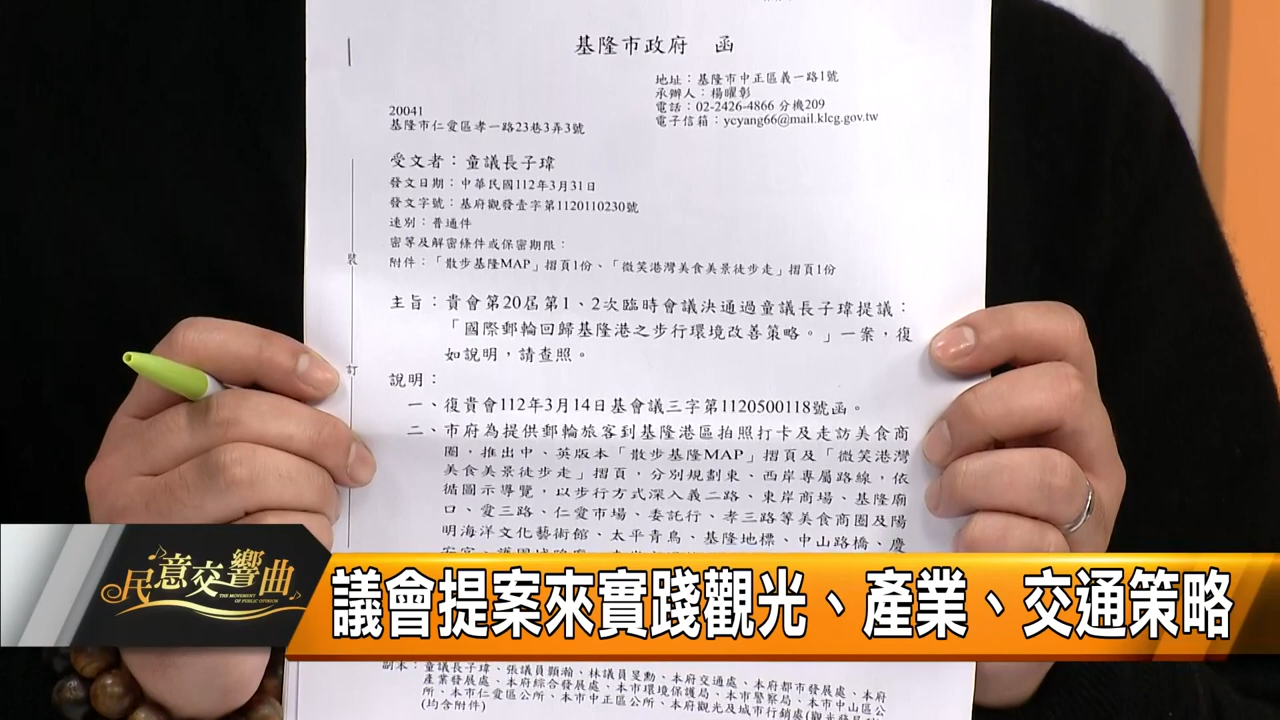 基隆市政府 函
地址：基隆市中正區義一路1號
承辦人：楊曜彰
電話：02-2426-4866 分機209
電子信箱：ycyang66@mail.klcg.gov.tw
20041
基隆市仁愛區孝一路23巷3弄3號
受文者：童議長子瑋
發文日期：中華民國112年3月31日
發文字號：基府觀發壹字第1120110230號
速別：普通件
密等及解密條件或保密期限：
附件：「散步基隆MAP」摺頁1份、「微笑港灣美食美景徒步走」摺頁1份
裝
主旨：貴會第20屆第1、2次臨時會議決通過童議長子瑋提議：
「國際郵輪回歸基隆港之步行環境改善策略。」一案，復
如說明，請查照。
訂
說明：
一、復貴會112年3月14日基會議三字第1120500118號函。
二、市府為提供郵輪旅客到基隆港區拍照打卡及走訪美食商
圈，推出中、英版本「散步基隆MAP」摺頁及「微笑港灣
美食美景徒步走」摺頁，分別規劃東、西岸專屬路線，依
循圖示導覽，以步行方式深入義二路、東岸商場、基隆廟
口、愛三路、仁愛市場、委託行、孝三路等美食商圈及陽
明海洋文化藝術館、太平青鳥、基隆地標、中山路橋、慶
民意交響曲
THE MOVEMENT
OF PUBLIC OPINION
議會提案來實踐觀光、產業、交通策略
副本：童議長子瑋、張議員顥瀚、林議員旻勳、本府交通處、本府都市發展處、本府
產業發展處、本府綜合發展處、本市環境保護局、本市警察局、本市中山區公
所、本市仁愛區公所、本市中正區公所、本府觀光及城市行銷處
(均含附件)